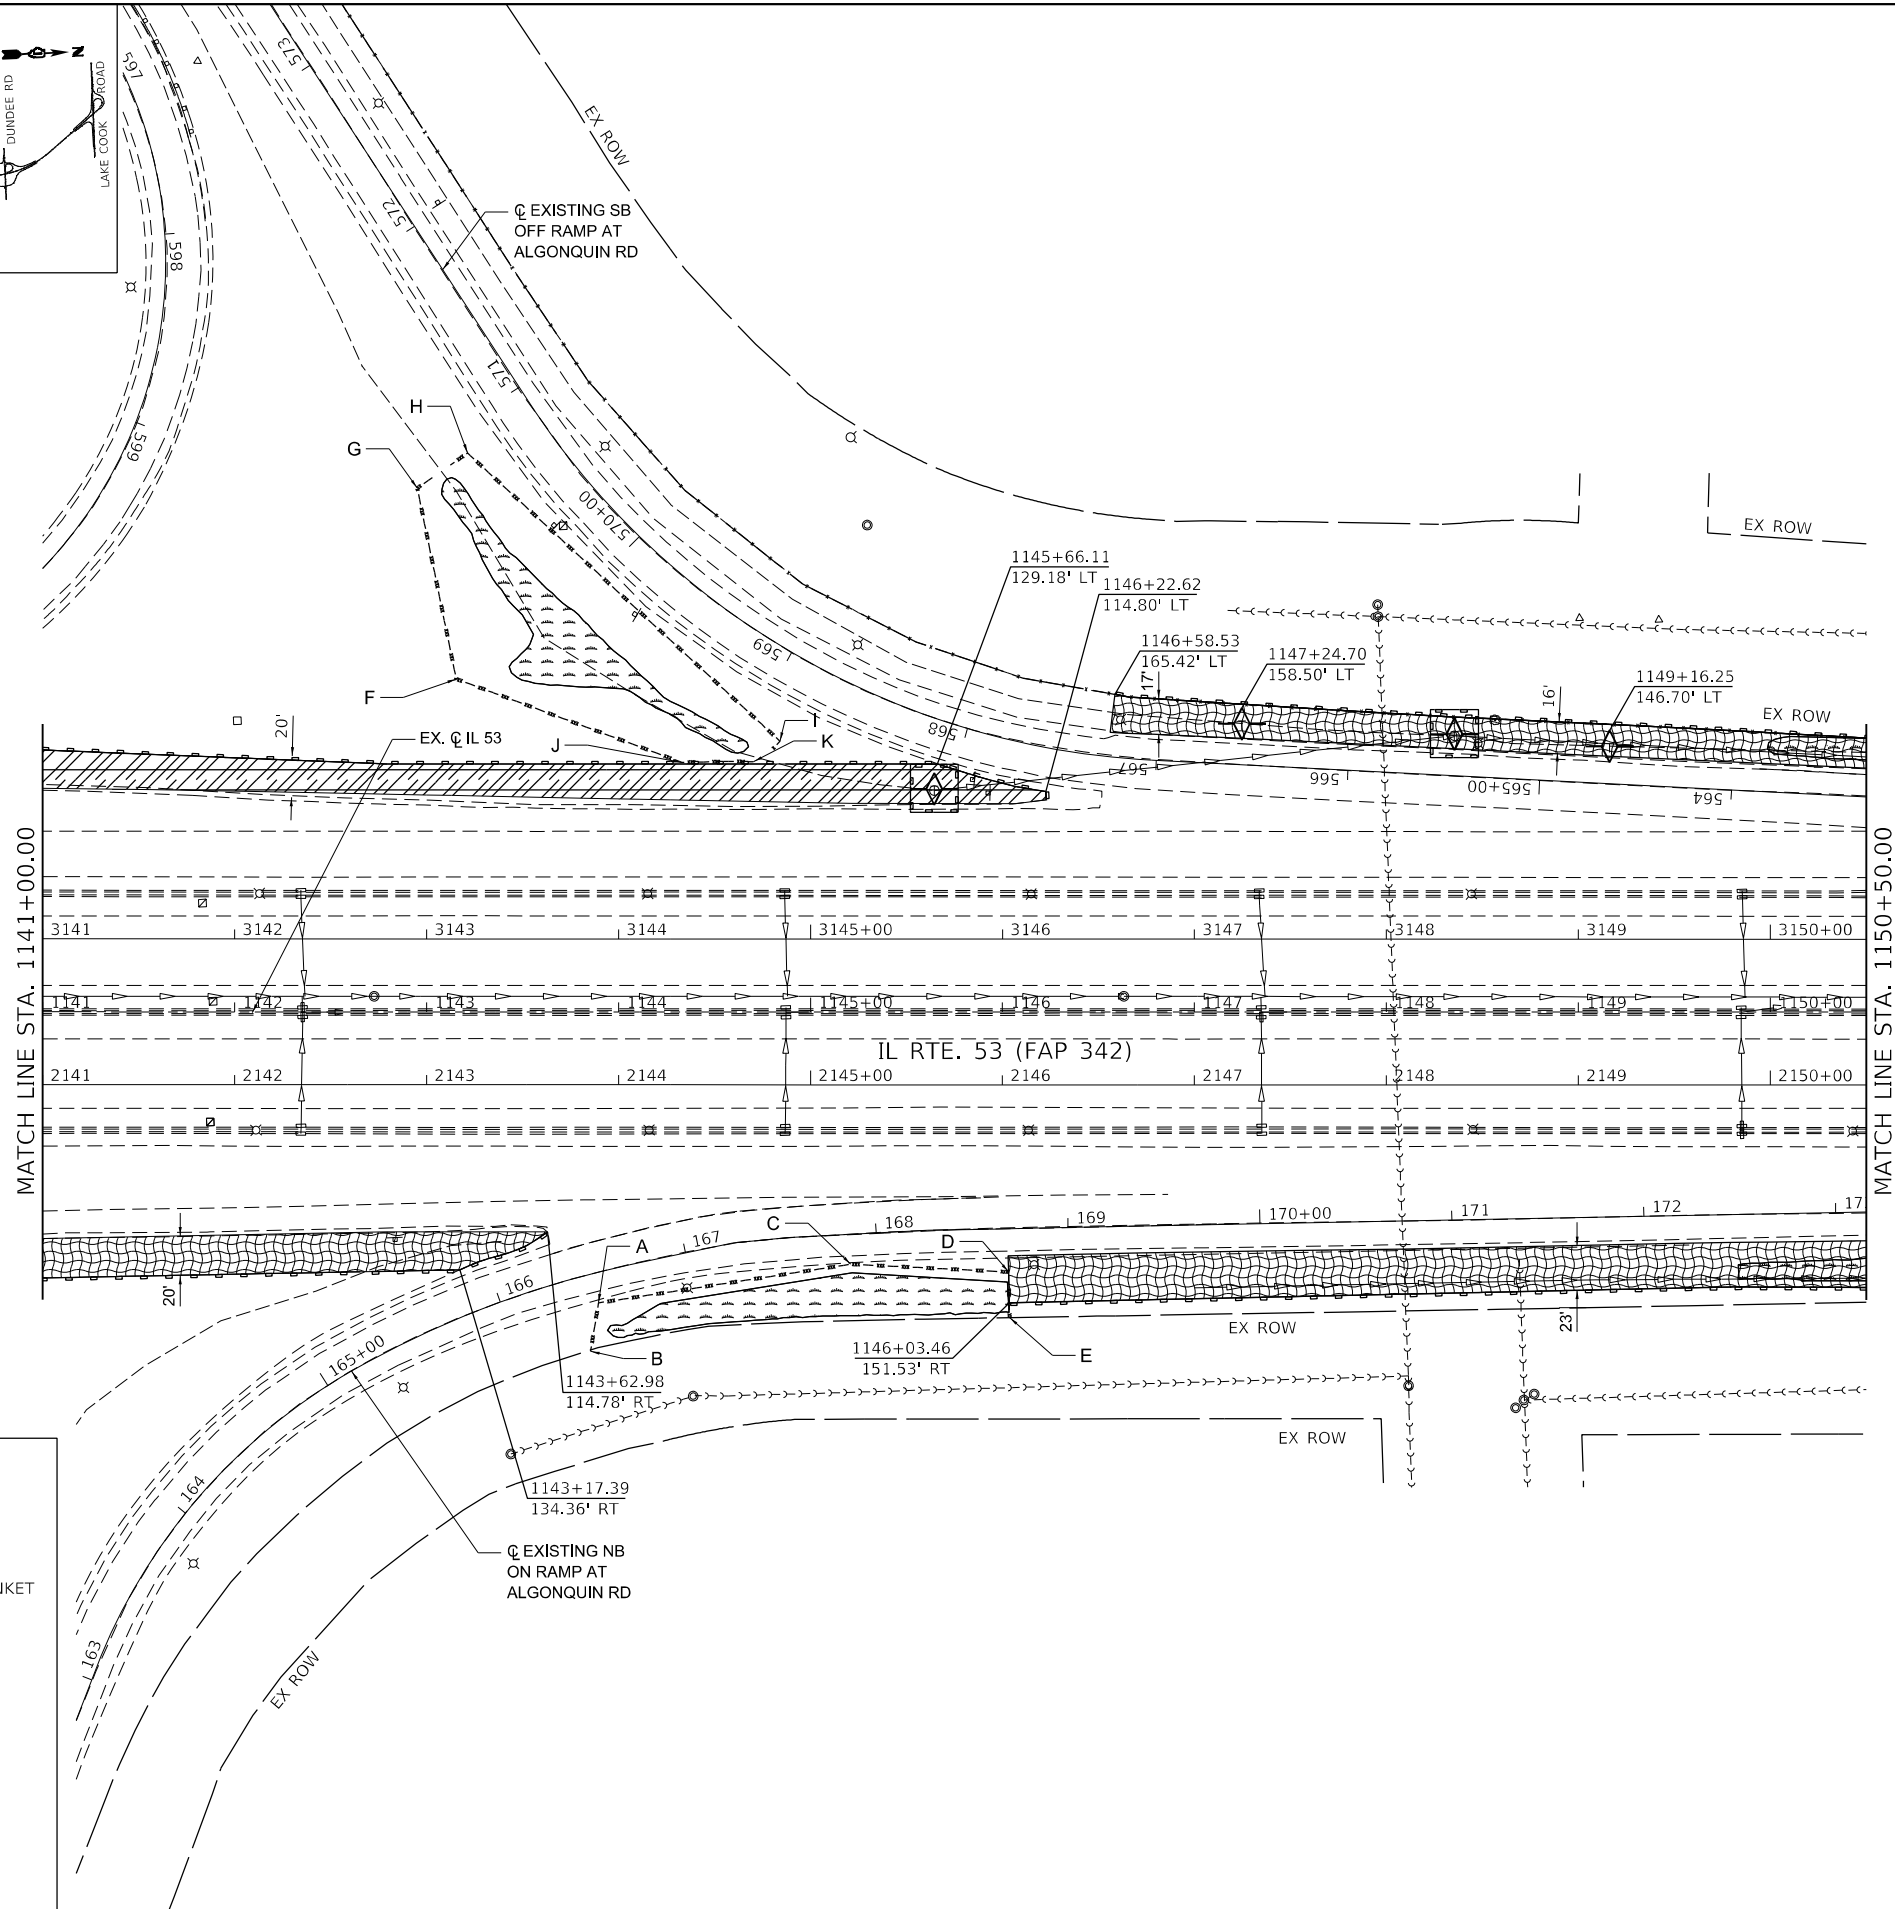 N
DUNDEE RD
LAKE COOK ROAD
597
598
599
573
572
571
570+00
569
568
567
566
565+00
564
EX ROW
℄ EXISTING SB
OFF RAMP AT
ALGONQUIN RD
H
G
F
J
I
K
EX. ℄ IL 53
20'
1145+66.11
129.18' LT
1146+22.62
114.80' LT
1146+58.53
165.42' LT
17'
1147+24.70
158.50' LT
16'
1149+16.25
146.70' LT
EX ROW
EX ROW
MATCH LINE STA. 1141+00.00
MATCH LINE STA. 1150+50.00
3141
3142
3143
3144
3145+00
3146
3147
3148
3149
3150+00
1141
1142
1143
1144
1145+00
1146
1147
1148
1149
1150+00
IL RTE. 53 (FAP 342)
2141
2142
2143
2144
2145+00
2146
2147
2148
2149
2150+00
163
164
165+00
166
167
168
169
170+00
171
172
17
A
B
C
D
E
20'
23'
1143+62.98
114.78' RT
1146+03.46
151.53' RT
1143+17.39
134.36' RT
EX ROW
EX ROW
℄ EXISTING NB
ON RAMP AT
ALGONQUIN RD
EX ROW
NKET